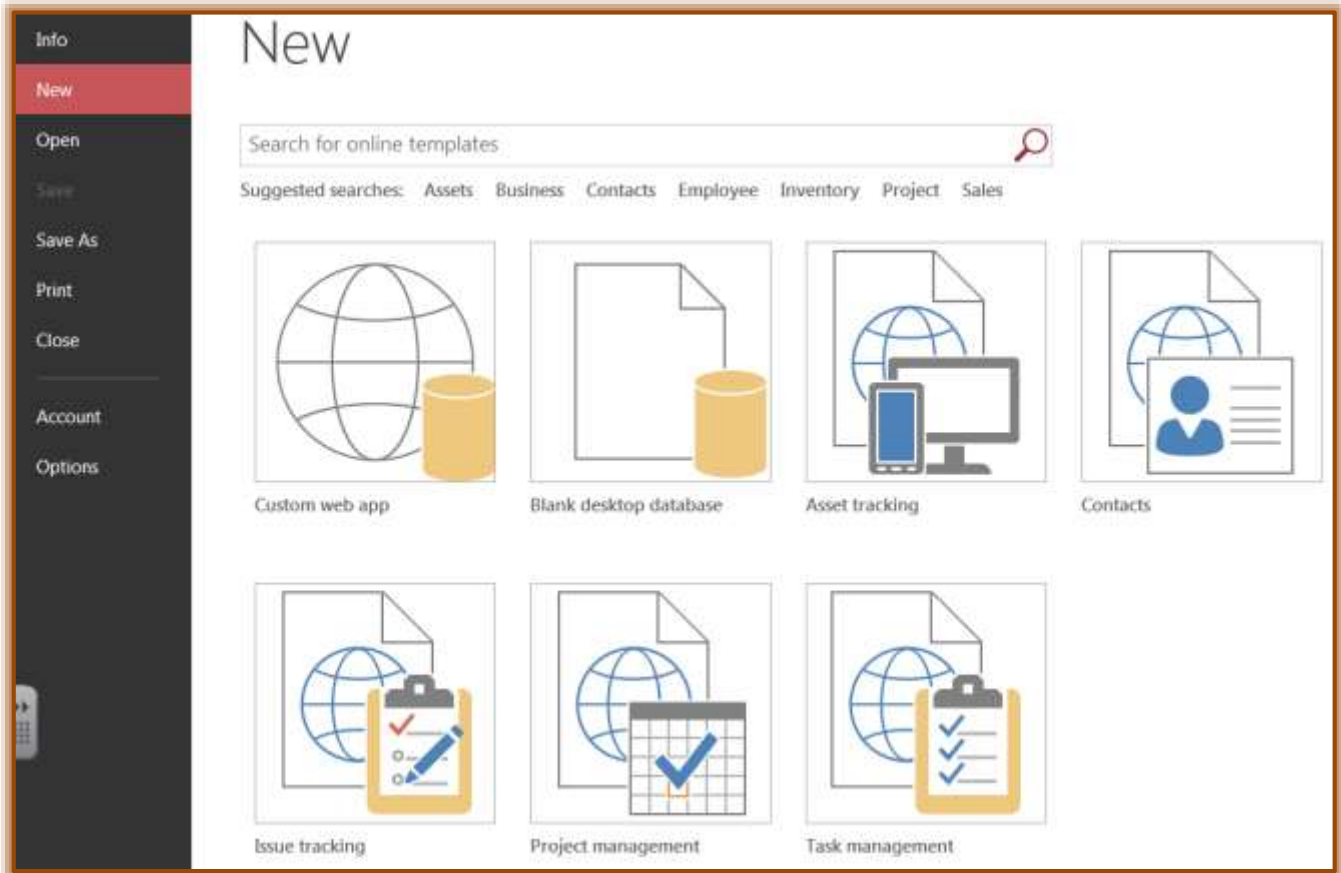 Info
New
Open
Save
Save As
Print
Close
Account
Options
New
Search for online templates
Suggested searches: Assets Business Contacts Employee Inventory Project Sales
Custom web app
Blank desktop database
Asset tracking
Contacts
Issue tracking
Project management
Task management